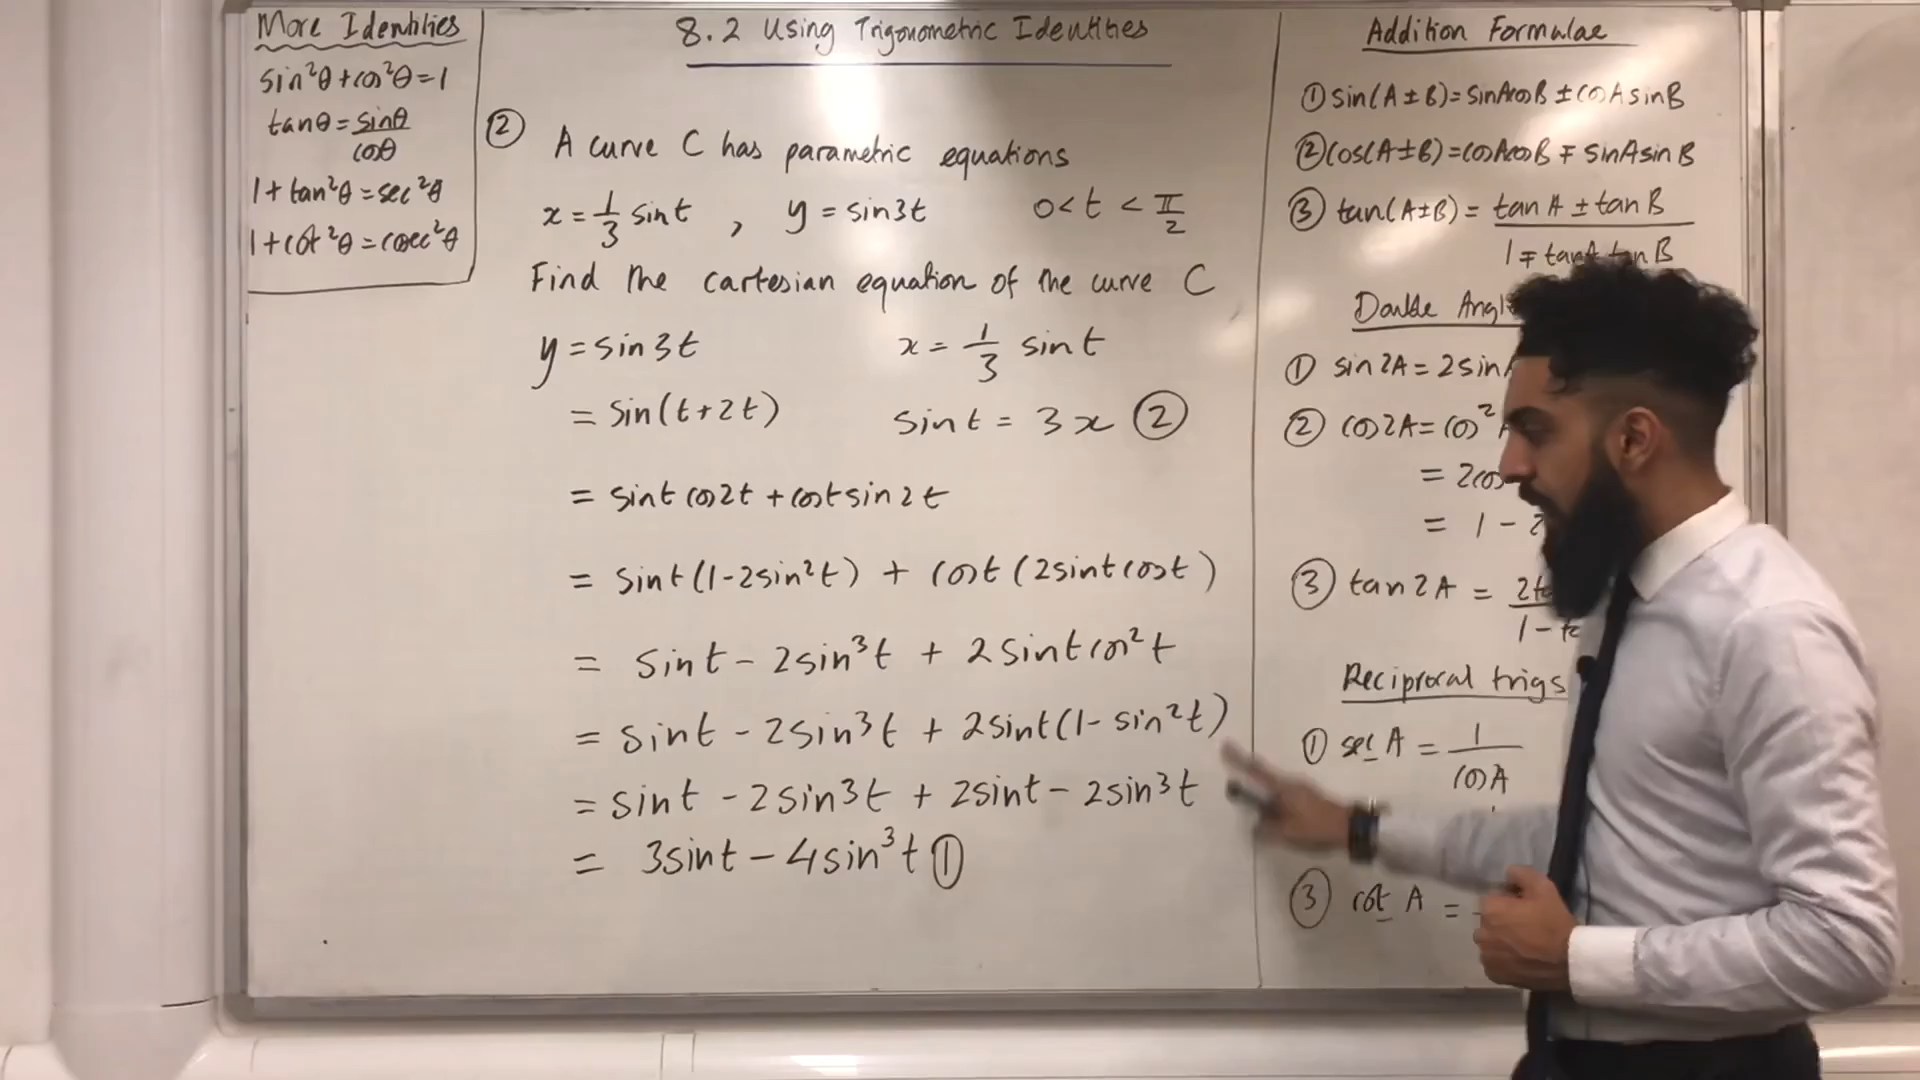 More Identities
sin²θ+cos²θ=1
tanθ=sinθ/cosθ
1+tan²θ=sec²θ
1+cot²θ=cosec²θ
8.2 Using Trigonometric Identities
② A curve C has parametric equations
x=1/3 sint , y=sin3t 0<t<π/2
Find the cartesian equation of the curve C
y=sin3t
=sin(t+2t)
=sint cos2t+cost sin2t
=sint(1-2sin²t) + cost(2sint cost)
= sint-2sin³t + 2sint cos²t
= sint-2sin³t + 2sint(1-sin²t)
= sint-2sin³t + 2sint-2sin³t
= 3sint-4sin³t ①
x=1/3 sint
sint = 3x ②
Addition Formulae
① sin(A±B)=sinAcosB±cosAsinB
② cos(A±B)=cosAcosB∓sinAsinB
③ tan(A±B)= tanA±tanB/1∓tanAtanB
Double Angl
① sin2A=2sin
② cos2A=cos²
= 2cos
= 1-2
③ tan2A =
1-
Reciprocal trigs
① sec A = 1/cosA
③ cot A =